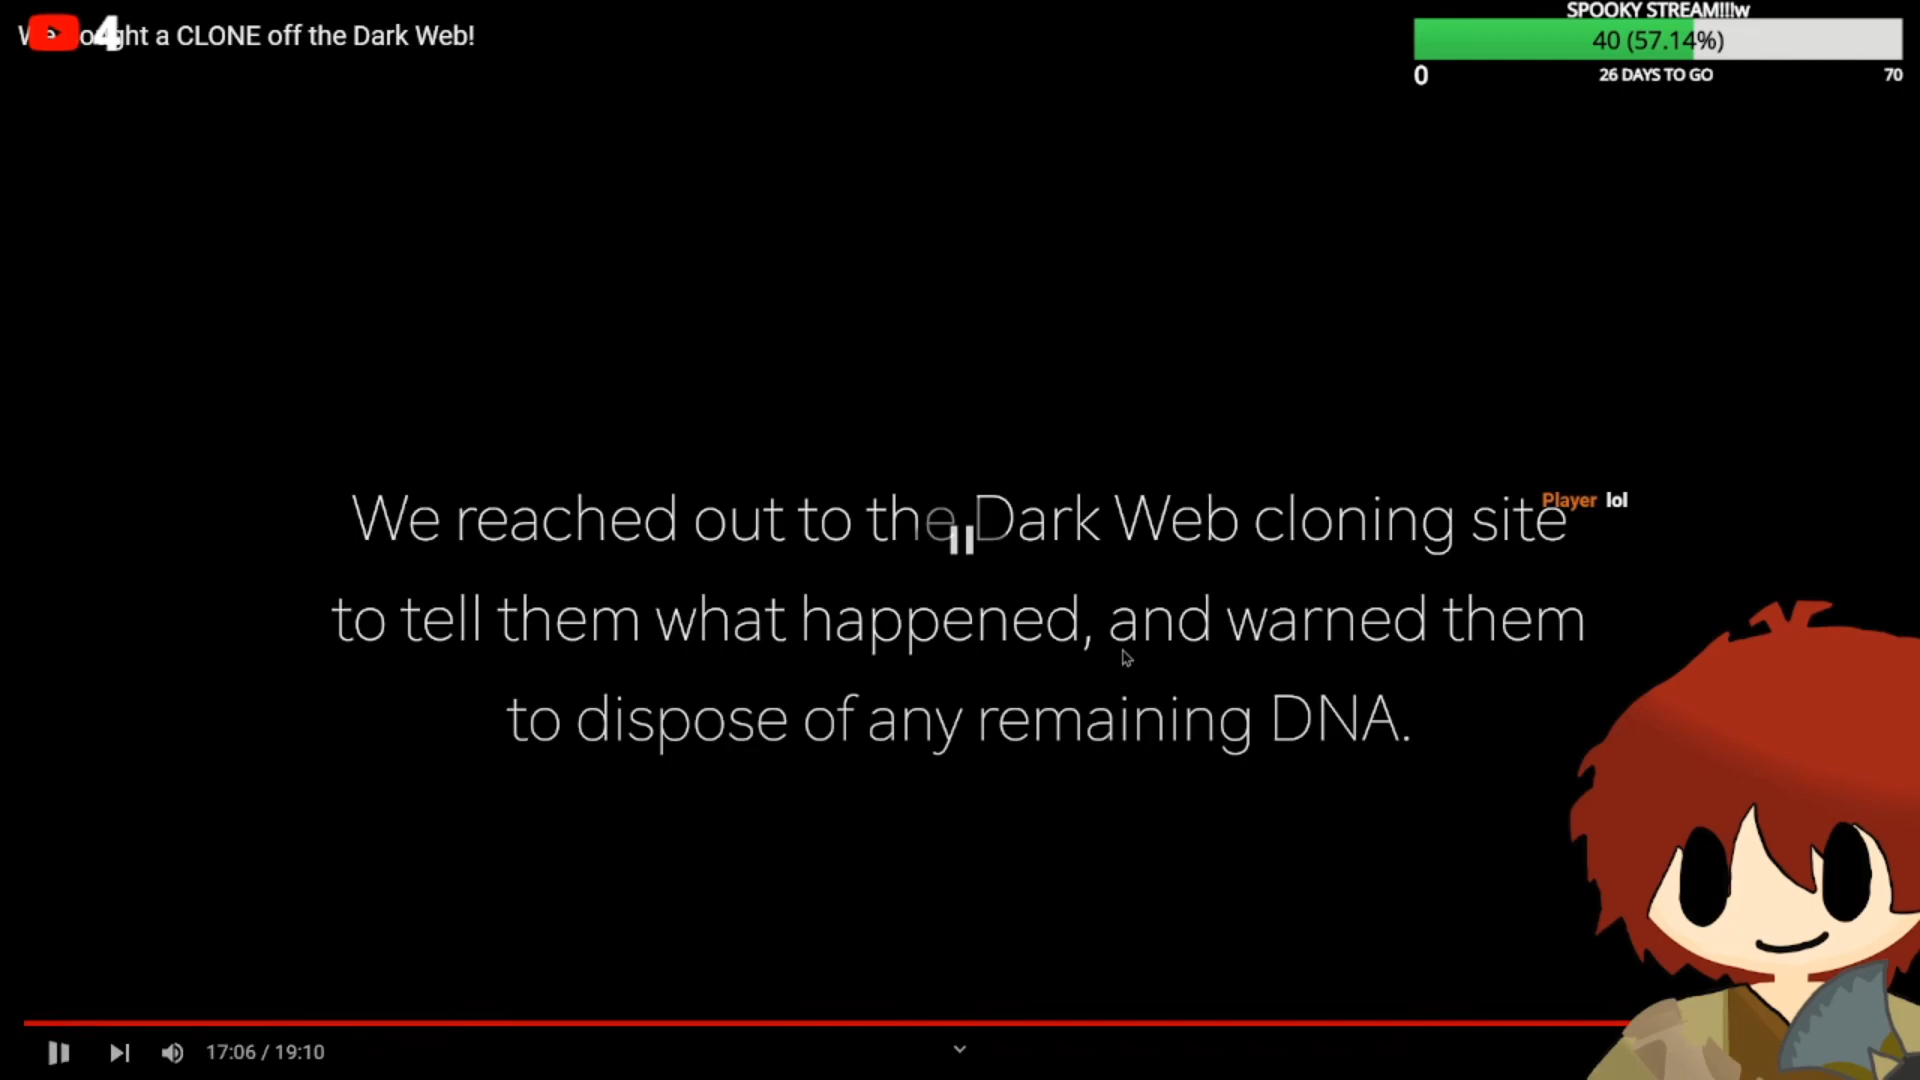 ght a CLONE off the Dark Web!
4
SPOOKY STREAM!!!w
40 (57.14%)
0
26 DAYS TO GO
70
Player lol
We reached out to the Dark Web cloning site
to tell them what happened, and warned them
to dispose of any remaining DNA.
17:06 / 19:10